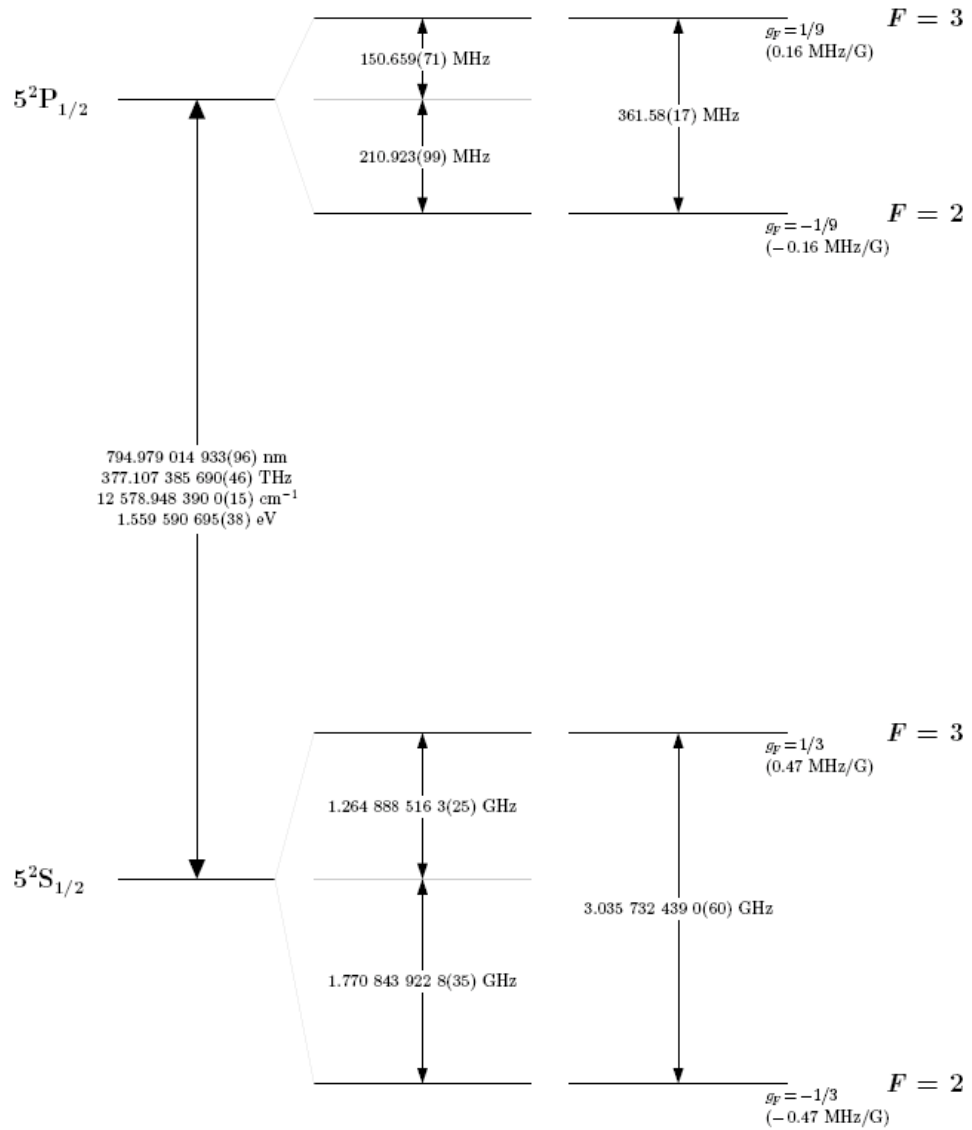 F = 3
g_F = 1/9
(0.16 MHz/G)
150.659(71) MHz
5²P₁/₂
361.58(17) MHz
210.923(99) MHz
F = 2
g_F = −1/9
(−0.16 MHz/G)
794.979 014 933(96) nm
377.107 385 690(46) THz
12 578.948 390 0(15) cm⁻¹
1.559 590 695(38) eV
F = 3
g_F = 1/3
(0.47 MHz/G)
1.264 888 516 3(25) GHz
5²S₁/₂
3.035 732 439 0(60) GHz
1.770 843 922 8(35) GHz
F = 2
g_F = −1/3
(−0.47 MHz/G)